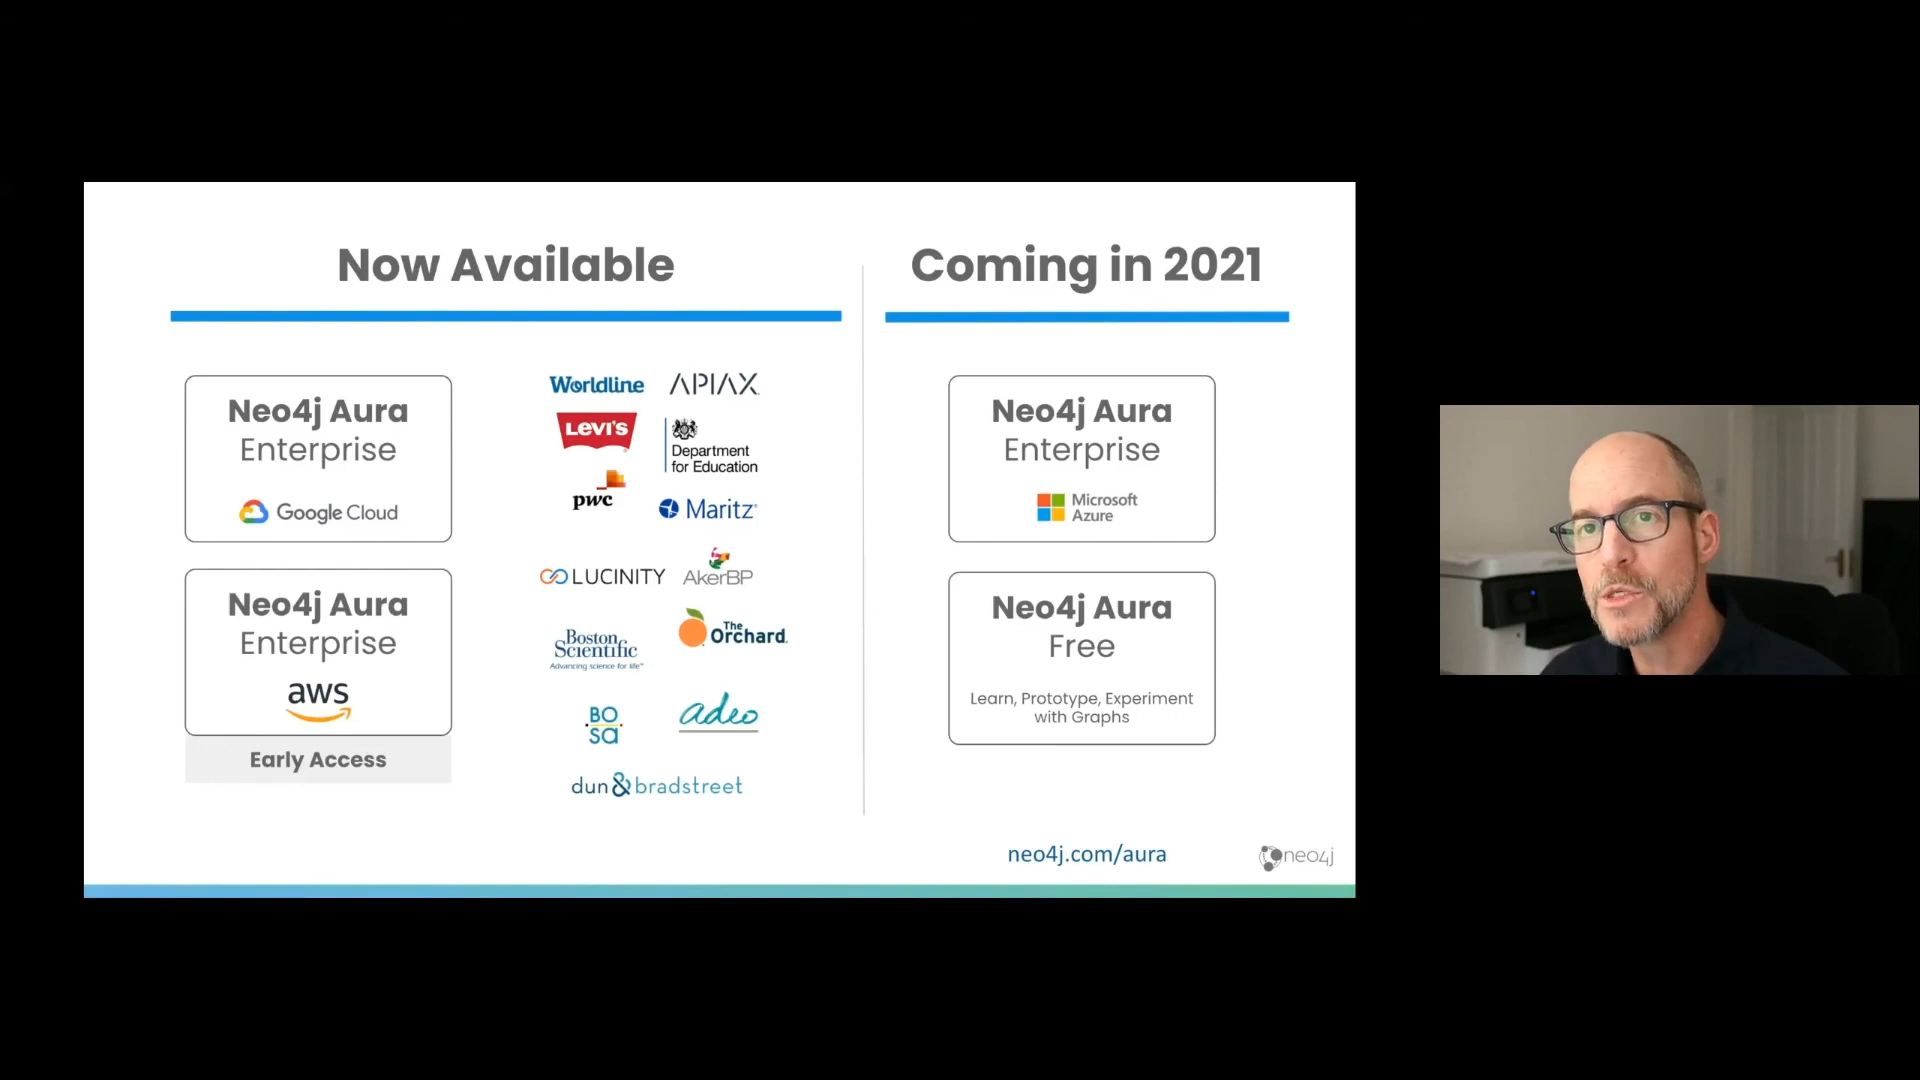 Now Available
Neo4j Aura
Enterprise
Google Cloud
Neo4j Aura
Enterprise
aws
Early Access
Worldline
APIAX
LEVI'S
Department
for Education
pwc
Maritz
LUCINITY
AkerBP
Boston
Scientific
Advancing science for life™
The
Orchard.
BO
sa
adeo
dun & bradstreet
Coming in 2021
Neo4j Aura
Enterprise
Microsoft
Azure
Neo4j Aura
Free
Learn, Prototype, Experiment
with Graphs
neo4j.com/aura
neo4j